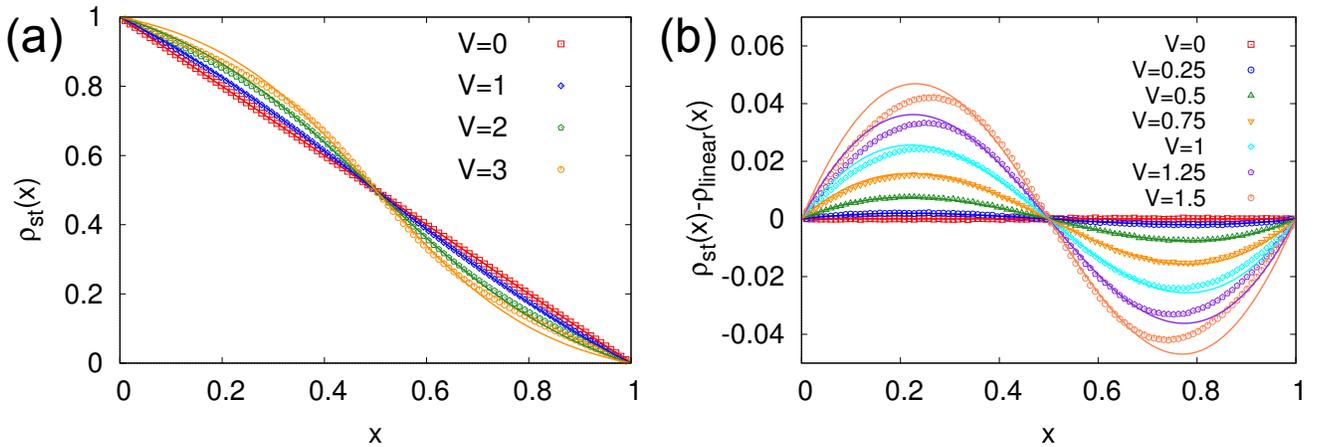 (a)
1
0.8
0.6
0.4
0.2
0
ρst(x)
V=0
V=1
V=2
V=3
0 0.2 0.4 0.6 0.8 1
x
(b)
0.06
0.04
0.02
0
-0.02
-0.04
ρst(x)-ρlinear(x)
V=0
V=0.25
V=0.5
V=0.75
V=1
V=1.25
V=1.5
0 0.2 0.4 0.6 0.8 1
x